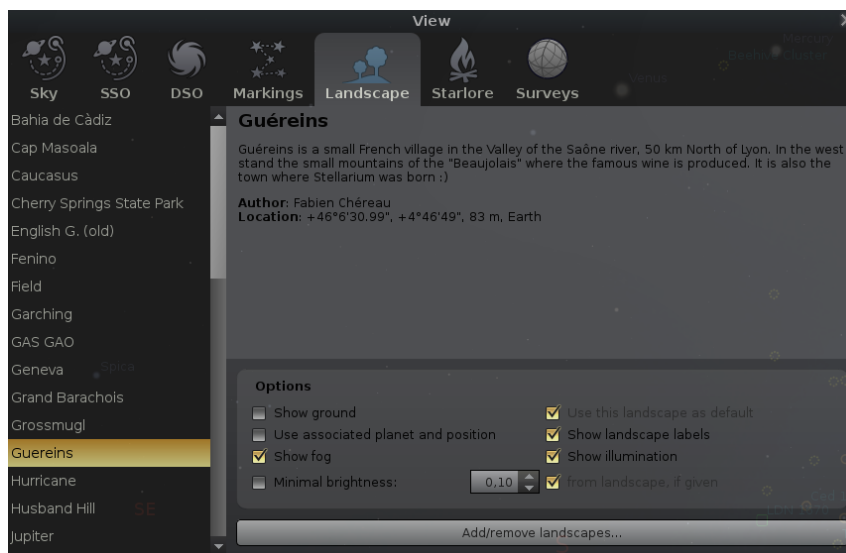 View
Sky SSO DSO Markings Landscape Starlore Surveys
Mercury
Beehive Cluster
Venus
Bahia de Càdiz
Cap Masoala
Caucasus
Cherry Springs State Park
English G. (old)
Fenino
Field
Garching
GAS GAO
Geneva
Spica
Grand Barachois
Grossmugl
Guereins
Hurricane
Husband Hill
SE
Jupiter
Guéreins
Guéreins is a small French village in the Valley of the Saône river, 50 km North of Lyon. In the west
stand the small mountains of the "Beaujolais" where the famous wine is produced. It is also the
town where Stellarium was born :)
Author: Fabien Chéreau
Location: +46°6'30.99", +4°46'49", 83 m, Earth
Options
Show ground
Use this landscape as default
Use associated planet and position
Show landscape labels
Show fog
Show illumination
Minimal brightness: 0,10
from landscape, if given
Add/remove landscapes...